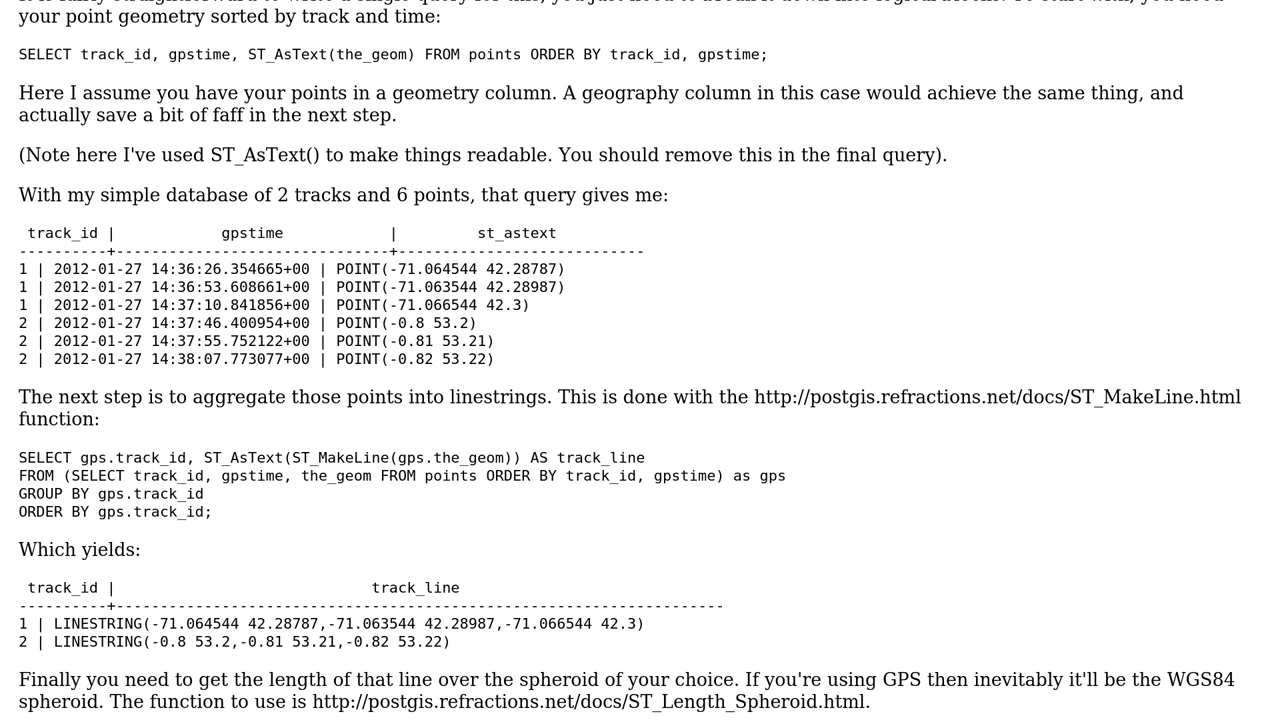 your point geometry sorted by track and time:
SELECT track_id, gpstime, ST_AsText(the_geom) FROM points ORDER BY track_id, gpstime;
Here I assume you have your points in a geometry column. A geography column in this case would achieve the same thing, and
actually save a bit of faff in the next step.
(Note here I've used ST_AsText() to make things readable. You should remove this in the final query).
With my simple database of 2 tracks and 6 points, that query gives me:
 track_id |            gpstime            |         st_astext
----------+-------------------------------+----------------------------
1 | 2012-01-27 14:36:26.354665+00 | POINT(-71.064544 42.28787)
1 | 2012-01-27 14:36:53.608661+00 | POINT(-71.063544 42.28987)
1 | 2012-01-27 14:37:10.841856+00 | POINT(-71.066544 42.3)
2 | 2012-01-27 14:37:46.400954+00 | POINT(-0.8 53.2)
2 | 2012-01-27 14:37:55.752122+00 | POINT(-0.81 53.21)
2 | 2012-01-27 14:38:07.773077+00 | POINT(-0.82 53.22)
The next step is to aggregate those points into linestrings. This is done with the http://postgis.refractions.net/docs/ST_MakeLine.html
function:
SELECT gps.track_id, ST_AsText(ST_MakeLine(gps.the_geom)) AS track_line
FROM (SELECT track_id, gpstime, the_geom FROM points ORDER BY track_id, gpstime) as gps
GROUP BY gps.track_id
ORDER BY gps.track_id;
Which yields:
 track_id |                             track_line
----------+---------------------------------------------------------------------
1 | LINESTRING(-71.064544 42.28787,-71.063544 42.28987,-71.066544 42.3)
2 | LINESTRING(-0.8 53.2,-0.81 53.21,-0.82 53.22)
Finally you need to get the length of that line over the spheroid of your choice. If you're using GPS then inevitably it'll be the WGS84
spheroid. The function to use is http://postgis.refractions.net/docs/ST_Length_Spheroid.html.